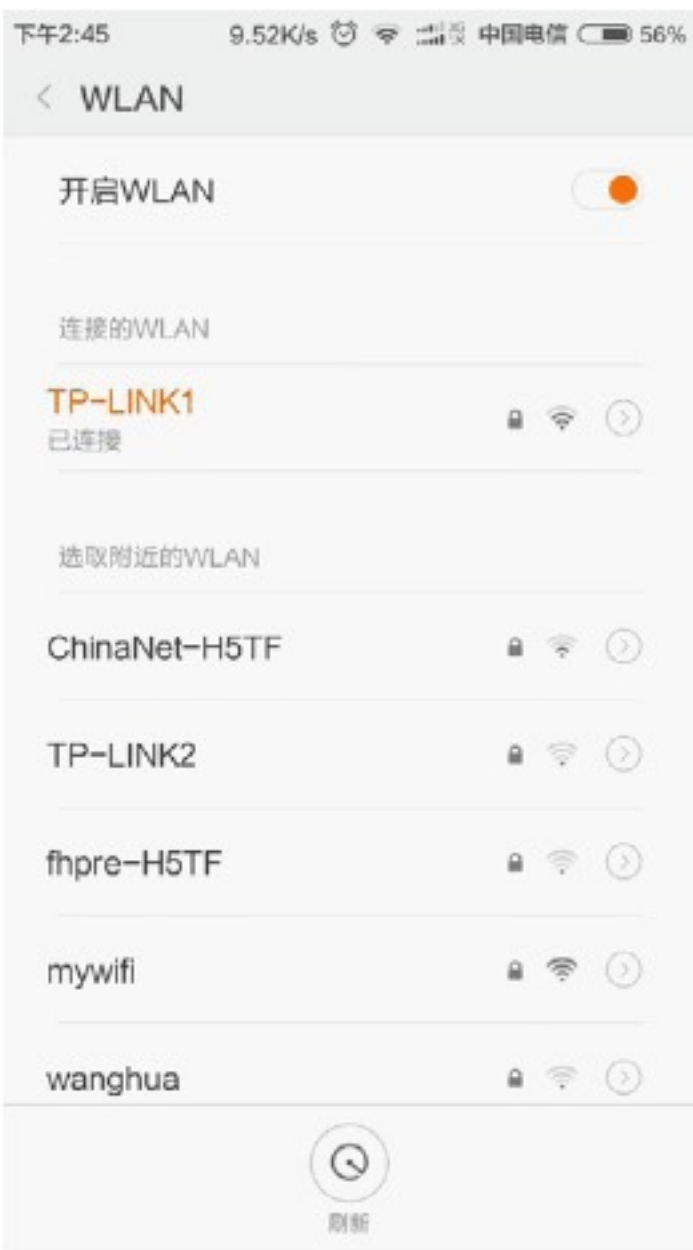 下午2:45 9.52K/s 中国电信 56%
WLAN
开启WLAN
连接的WLAN
TP-LINK1
已连接
选取附近的WLAN
ChinaNet-H5TF
TP-LINK2
fhpre-H5TF
mywifi
wanghua
刷新